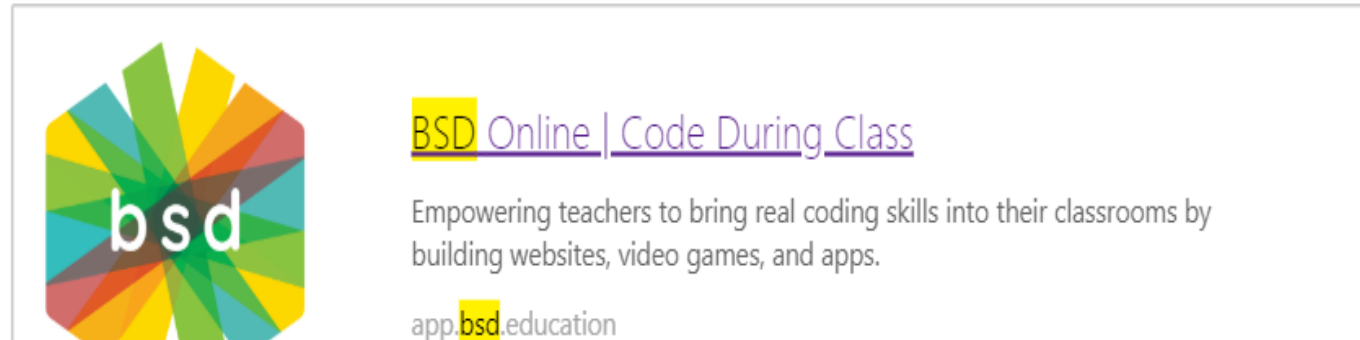 bsd
BSD Online | Code During Class
Empowering teachers to bring real coding skills into their classrooms by
building websites, video games, and apps.
app.bsd.education